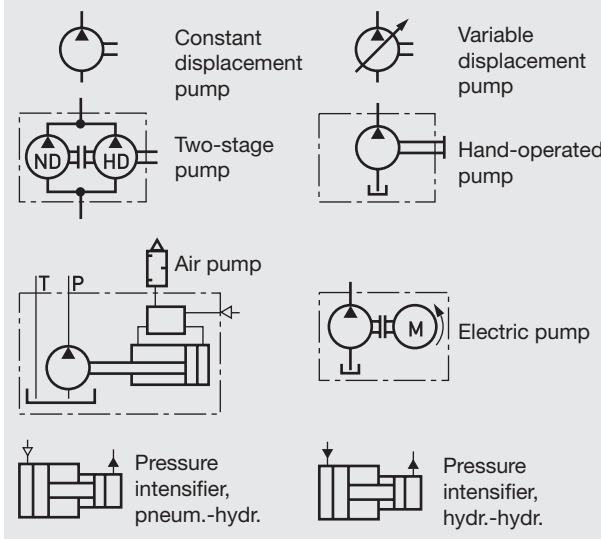 Constant
displacement
pump
Variable
displacement
pump
ND
HD
Two-stage
pump
Hand-operated
pump
Air pump
T
P
M
Electric pump
Pressure
intensifier,
pneum.-hydr.
Pressure
intensifier,
hydr.-hydr.